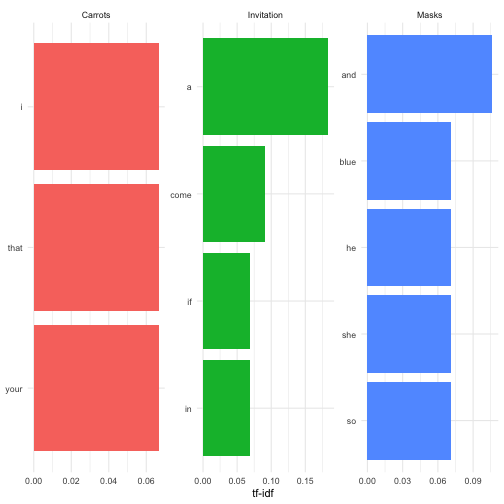 Carrots
i
that
your
0.00 0.02 0.04 0.06
Invitation
a
come
if
in
0.00 0.05 0.10 0.15
Masks
and
blue
he
she
so
0.00 0.03 0.06 0.09
tf-idf